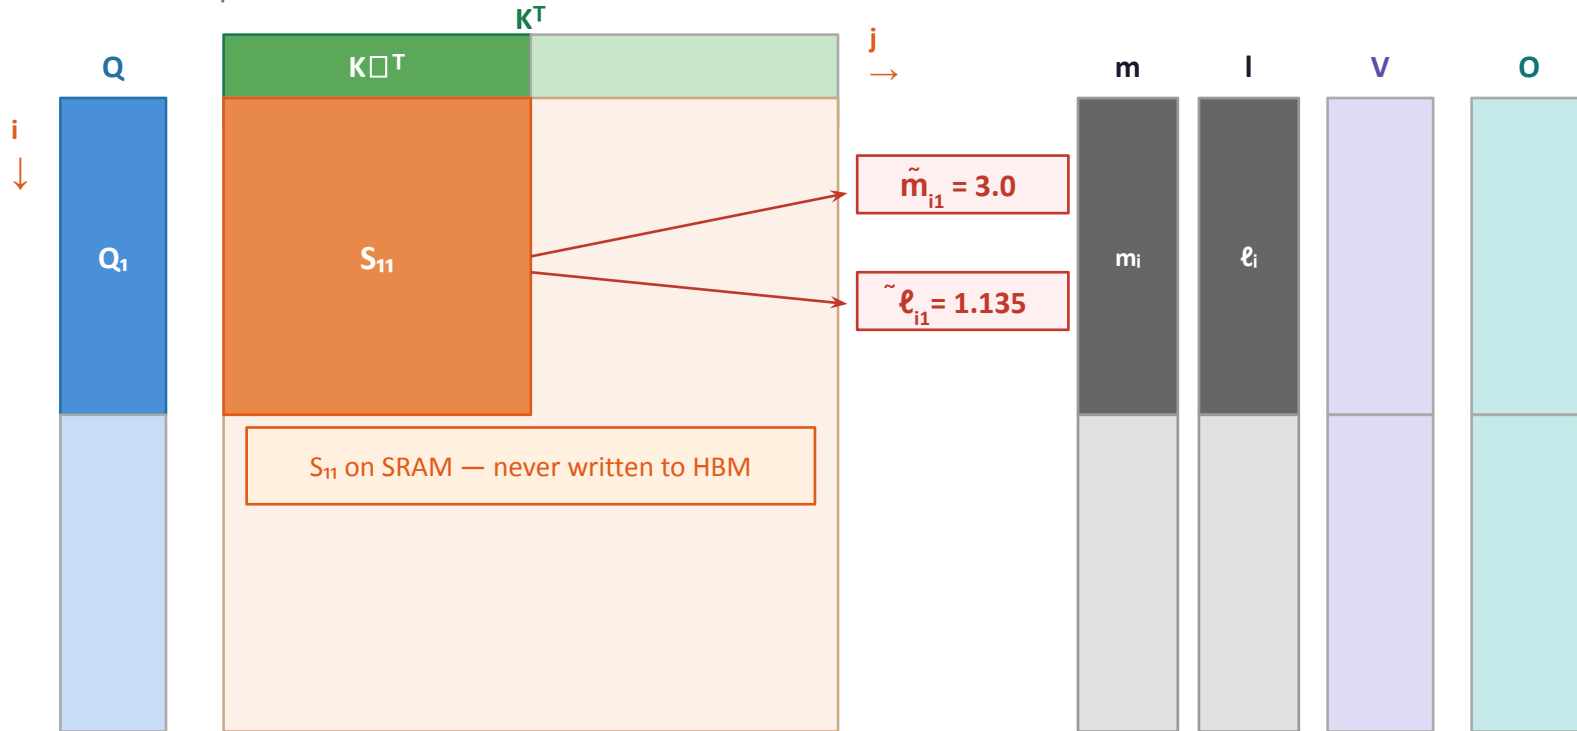 Kᵀ
Q
K□ᵀ
j
→
m
l
V
O
i
↓
m̃ᵢ₁ = 3.0
Q₁
S₁₁
mᵢ
ℓᵢ
˜ℓᵢ₁= 1.135
S₁₁ on SRAM — never written to HBM